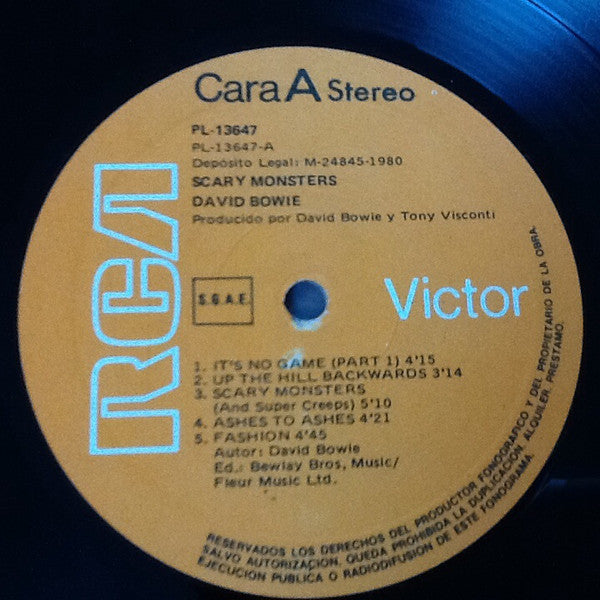 Cara A Stereo
PL-13647
PL-13647-A
Depósito Legal: M-24845-1980
SCARY MONSTERS
DAVID BOWIE
Producido por David Bowie y Tony Visconti
RCA
S.G.A.E.
Victor
1. IT'S NO GAME (PART 1) 4'15
2. UP THE HILL BACKWARDS 3'14
3. SCARY MONSTERS
(And Super Creeps) 5'10
4. ASHES TO ASHES 4'21
5. FASHION 4'45
Autor: David Bowie
Ed.: Bewlay Bros, Music/
Fleur Music Ltd.
RESERVADOS LOS DERECHOS DEL PRODUCTOR FONOGRAFICO Y DEL PROPIETARIO DE LA OBRA.
SALVO AUTORIZACION, QUEDA PROHIBIDA LA DUPLICACION, ALQUILER, PRESTAMO,
EJECUCION PUBLICA O RADIODIFUSION DE ESTE FONOGRAMA.